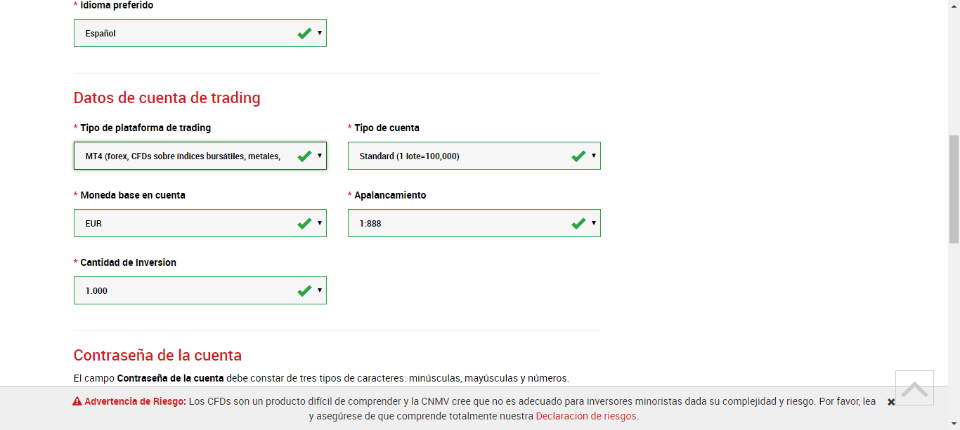 * Idioma preferido
Español
Datos de cuenta de trading
* Tipo de plataforma de trading
MT4 (forex, CFDs sobre índices bursátiles, metales,
* Tipo de cuenta
Standard (1 lote=100,000)
* Moneda base en cuenta
EUR
* Apalancamiento
1:888
* Cantidad de Inversion
1.000
Contraseña de la cuenta
El campo Contraseña de la cuenta debe constar de tres tipos de caracteres: minúsculas, mayúsculas y números.
Advertencia de Riesgo: Los CFDs son un producto difícil de comprender y la CNMV cree que no es adecuado para inversores minoristas dada su complejidad y riesgo. Por favor, lea
y asegúrese de que comprende totalmente nuestra Declaración de riesgos.